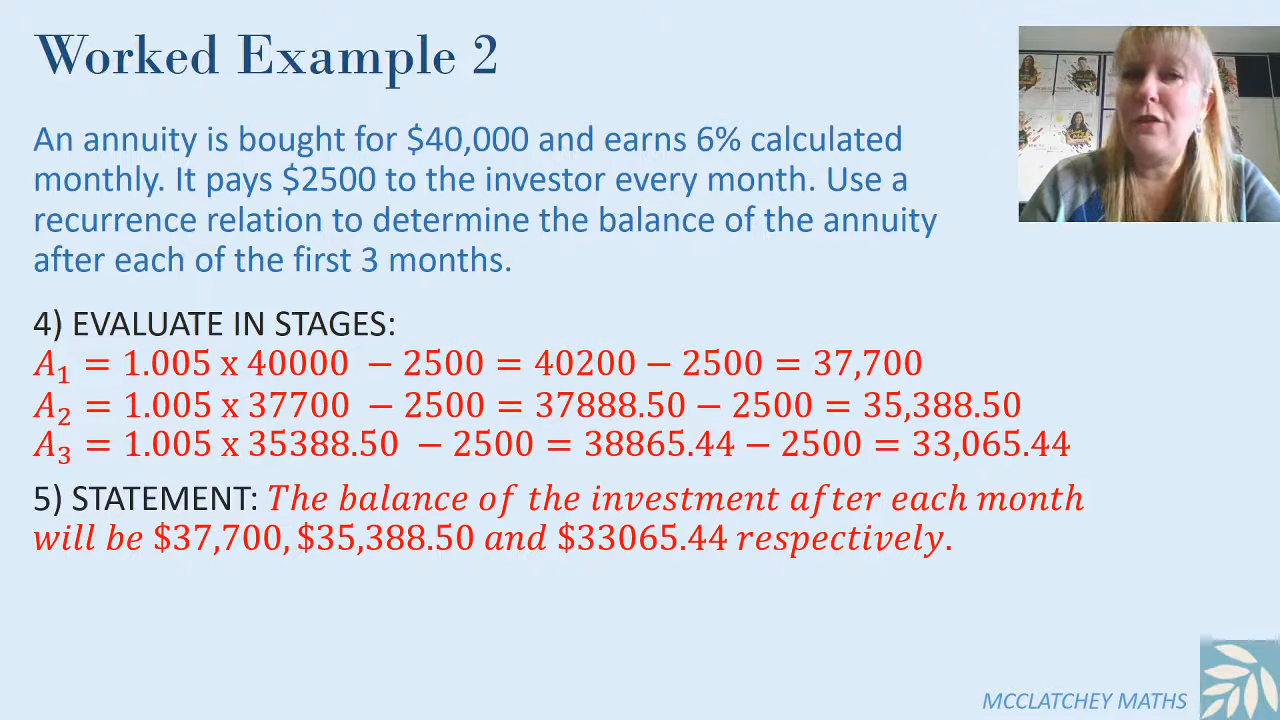 Worked Example 2
An annuity is bought for $40,000 and earns 6% calculated
monthly. It pays $2500 to the investor every month. Use a
recurrence relation to determine the balance of the annuity
after each of the first 3 months.
4) EVALUATE IN STAGES:
A₁ = 1.005 x 40000 − 2500 = 40200 − 2500 = 37,700
A₂ = 1.005 x 37700 − 2500 = 37888.50 − 2500 = 35,388.50
A₃ = 1.005 x 35388.50 − 2500 = 38865.44 − 2500 = 33,065.44
5) STATEMENT: The balance of the investment after each month
will be $37,700, $35,388.50 and $33065.44 respectively.
MCCLATCHEY MATHS